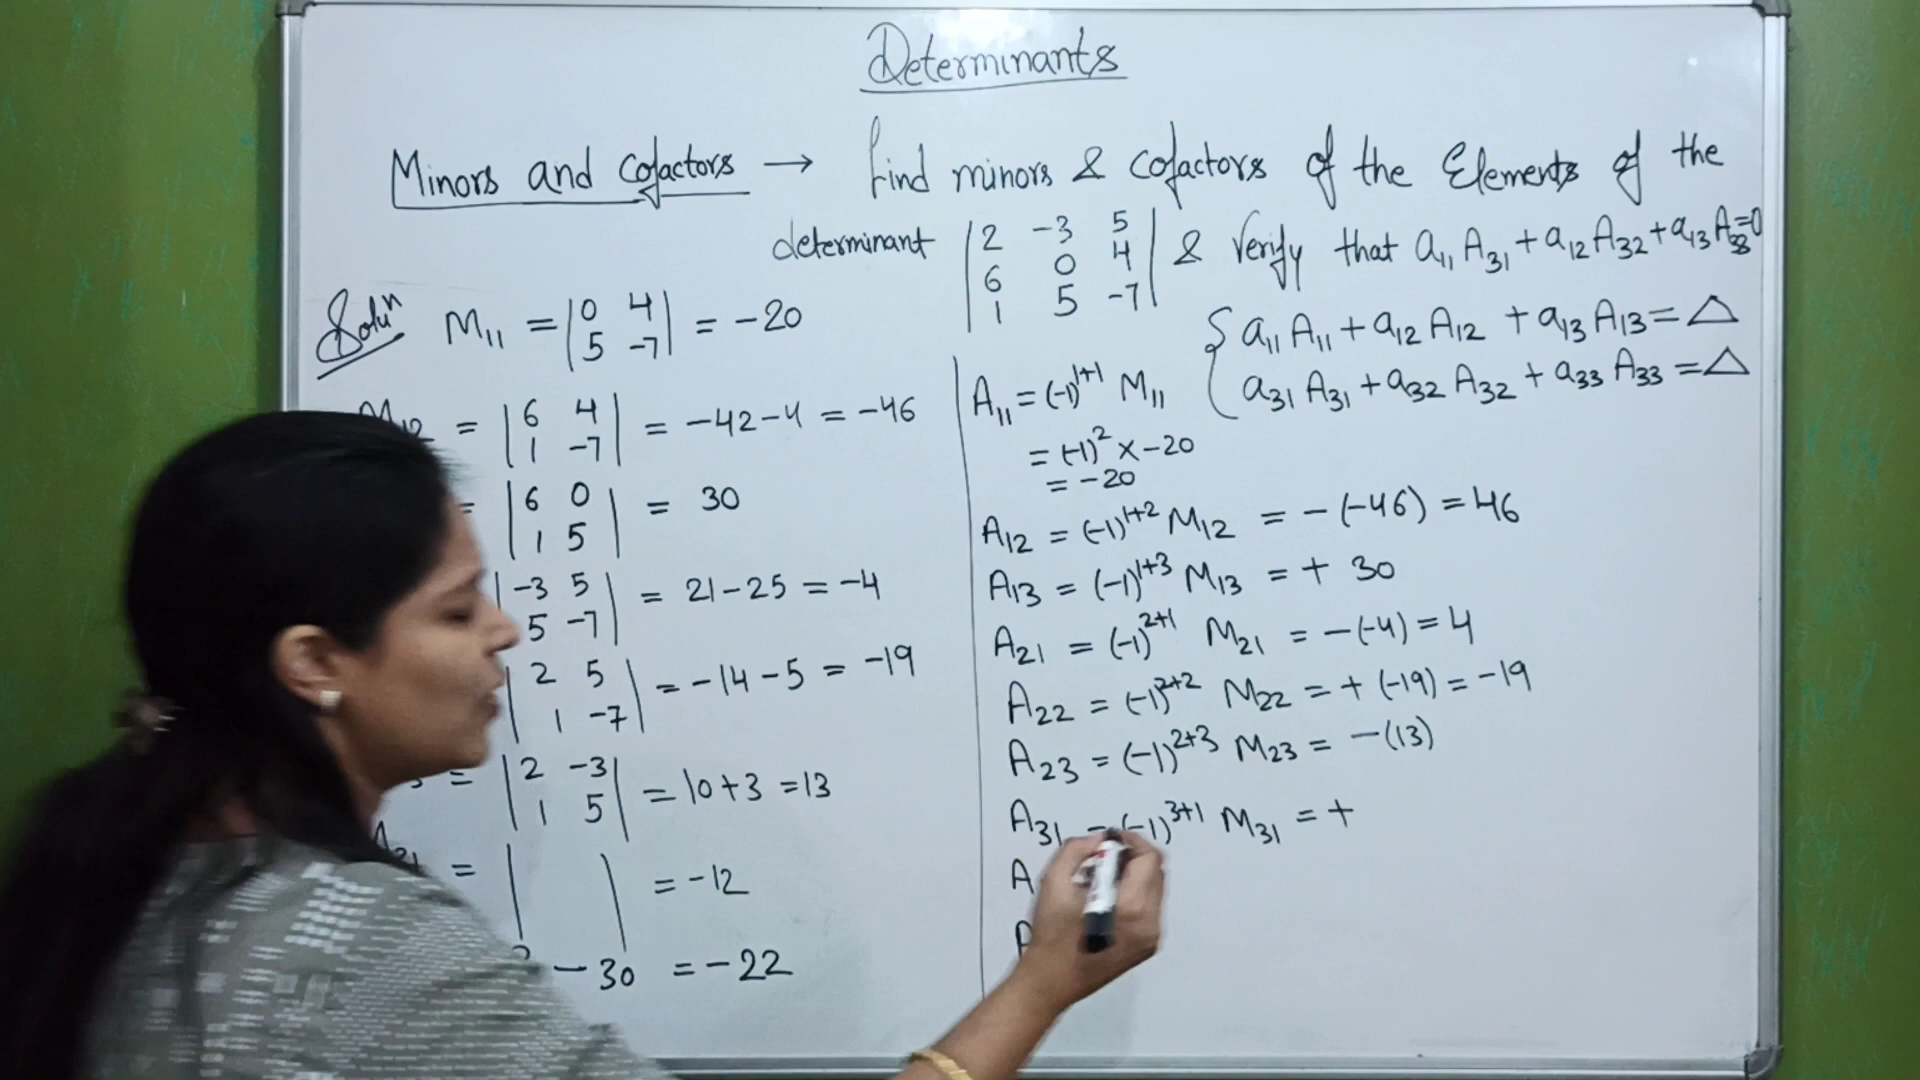 Determinants
Minors and Cofactors → find minors & Cofactors of the Elements of the
determinant |2 -3 5| & Verify that a11 A31 + a12 A32 + a13 A33 = 0
6 0 4
1 5 -7
Solun M11 = |0 4| = -20
5 -7
{ a11 A11 + a12 A12 + a13 A13 = △
a31 A31 + a32 A32 + a33 A33 = △
= |6 4| = -42-4 = -46
1 -7
= |6 0| = 30
1 5
|-3 5| = 21-25 = -4
5 -7
|2 5| = -14-5 = -19
1 -7
= |2 -3| = 10+3 = 13
1 5
= | | = -12
- 30 = -22
A11 = (-1)^1+1 M11
= (-1)^2 x -20
= -20
A12 = (-1)^1+2 M12 = -(-46) = 46
A13 = (-1)^1+3 M13 = + 30
A21 = (-1)^2+1 M21 = -(-4) = 4
A22 = (-1)^2+2 M22 = + (-19) = -19
A23 = (-1)^2+3 M23 = -(13)
A31 = (-1)^3+1 M31 = +
A